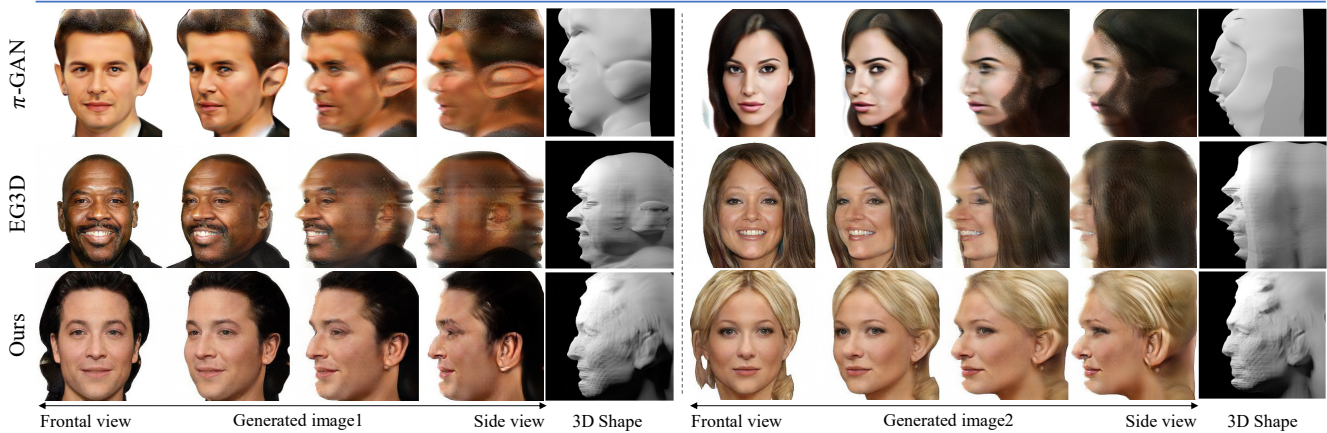 π-GAN
EG3D
Ours
Frontal view Generated image1 Side view 3D Shape Frontal view Generated image2 Side view 3D Shape